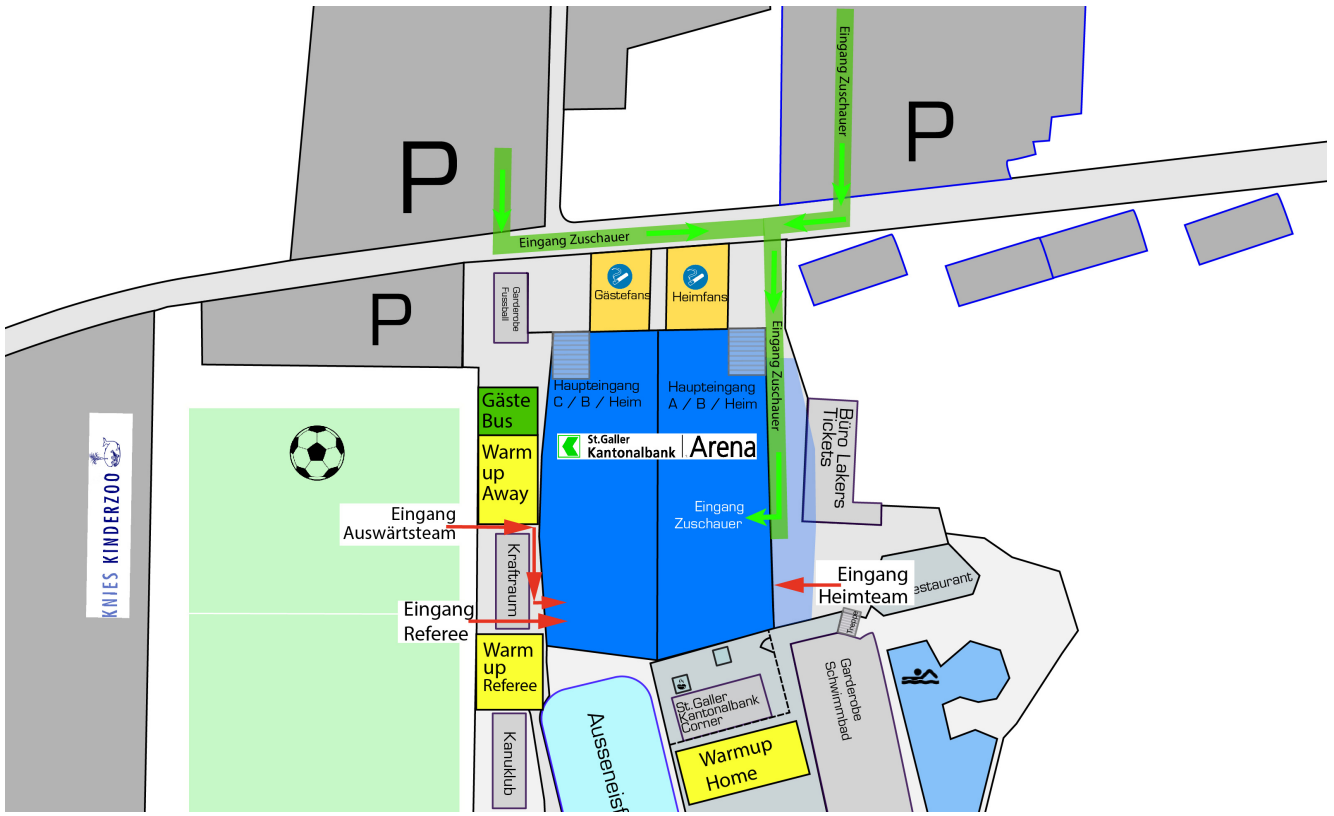 Eingang Zuschauer
P
P
Eingang Zuschauer
P
Garderobe
Fussball
Gästefans
Heimfans
Eingang Zuschauer
Haupteingang
C / B / Heim
Haupteingang
A / B / Heim
Gäste
Bus
Warm
up
Away
St.Galler
Kantonalbank
Arena
Büro Lakers
Tickets
KNIES KINDERZOO
Eingang
Auswärtsteam
Eingang
Zuschauer
Kraftraum
Eingang
Heimteam
estaurant
Eingang
Referee
Treppe
Warm
up
Referee
Garderobe
Schwimmbad
St.Galler
Kantonalbank
Corner
Kanuklub
Ausseneisf
Warmup
Home